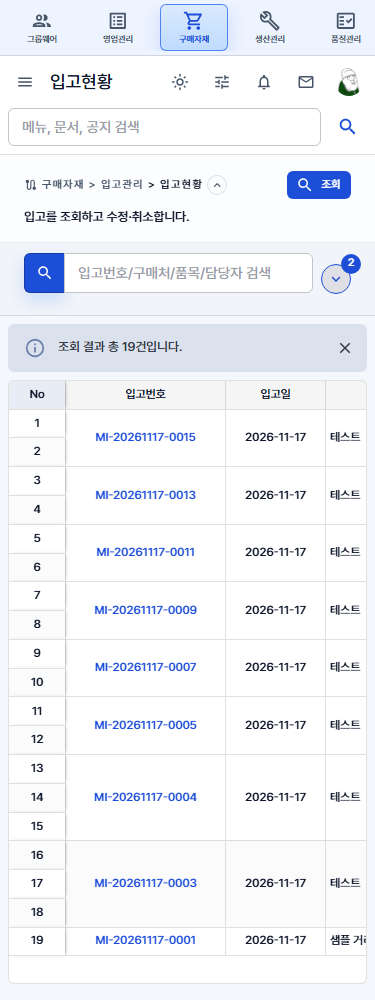 그룹웨어 영업관리 구매자재 생산관리 품질관리
입고현황
메뉴, 문서, 공지 검색
구매자재 > 입고관리 > 입고현황 조회
입고를 조회하고 수정·취소합니다.
입고번호/구매처/품목/담당자 검색 2
조회 결과 총 19건입니다.
No 입고번호 입고일
1
MI-20261117-0015 2026-11-17 테스트
2
3
MI-20261117-0013 2026-11-17 테스트
4
5
MI-20261117-0011 2026-11-17 테스트
6
7
MI-20261117-0009 2026-11-17 테스트
8
9
MI-20261117-0007 2026-11-17 테스트
10
11
MI-20261117-0005 2026-11-17 테스트
12
13
14 MI-20261117-0004 2026-11-17 테스트
15
16
17 MI-20261117-0003 2026-11-17 테스트
18
19 MI-20261117-0001 2026-11-17 샘플